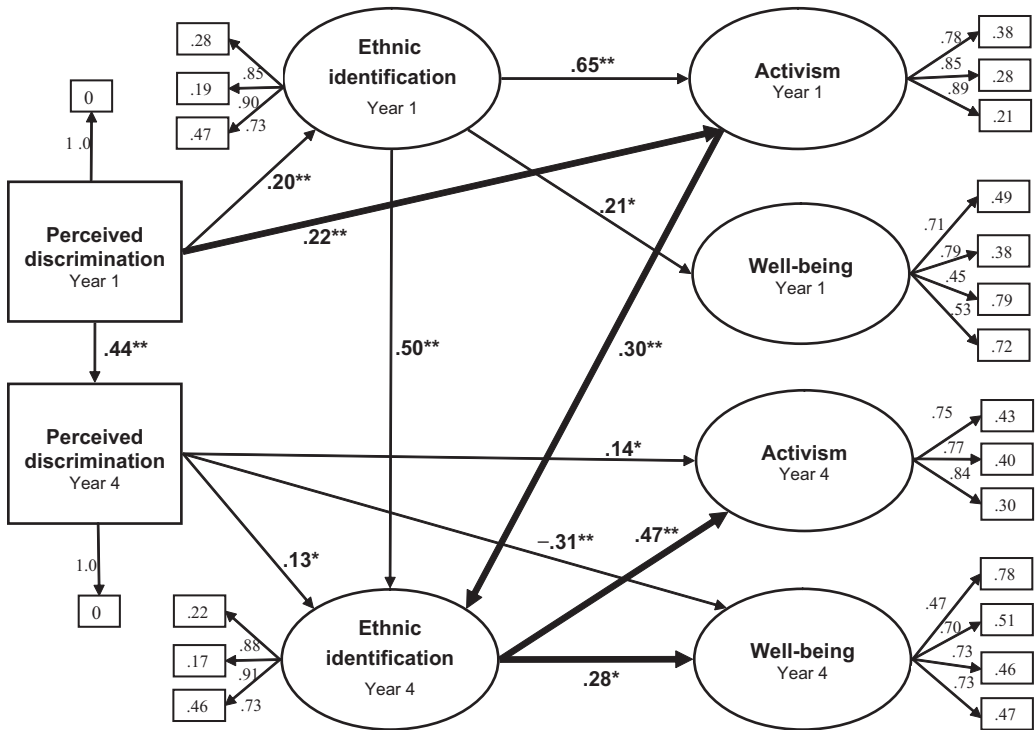 .28
.19
.47
.85
.90
.73
Ethnic
identification
Year 1
.65**
Activism
Year 1
.78
.85
.89
.38
.28
.21
0
1.0
.20**
.22**
.21*
Perceived
discrimination
Year 1
Well-being
Year 1
.71
.79
.45
.53
.49
.38
.79
.72
.44**
.50**
.30**
Perceived
discrimination
Year 4
.14*
Activism
Year 4
.75
.77
.84
.43
.40
.30
.13*
−.31**
.47**
1.0
0
.22
.17
.46
.88
.91
.73
Ethnic
identification
Year 4
.28*
Well-being
Year 4
.47
.70
.73
.73
.78
.51
.46
.47